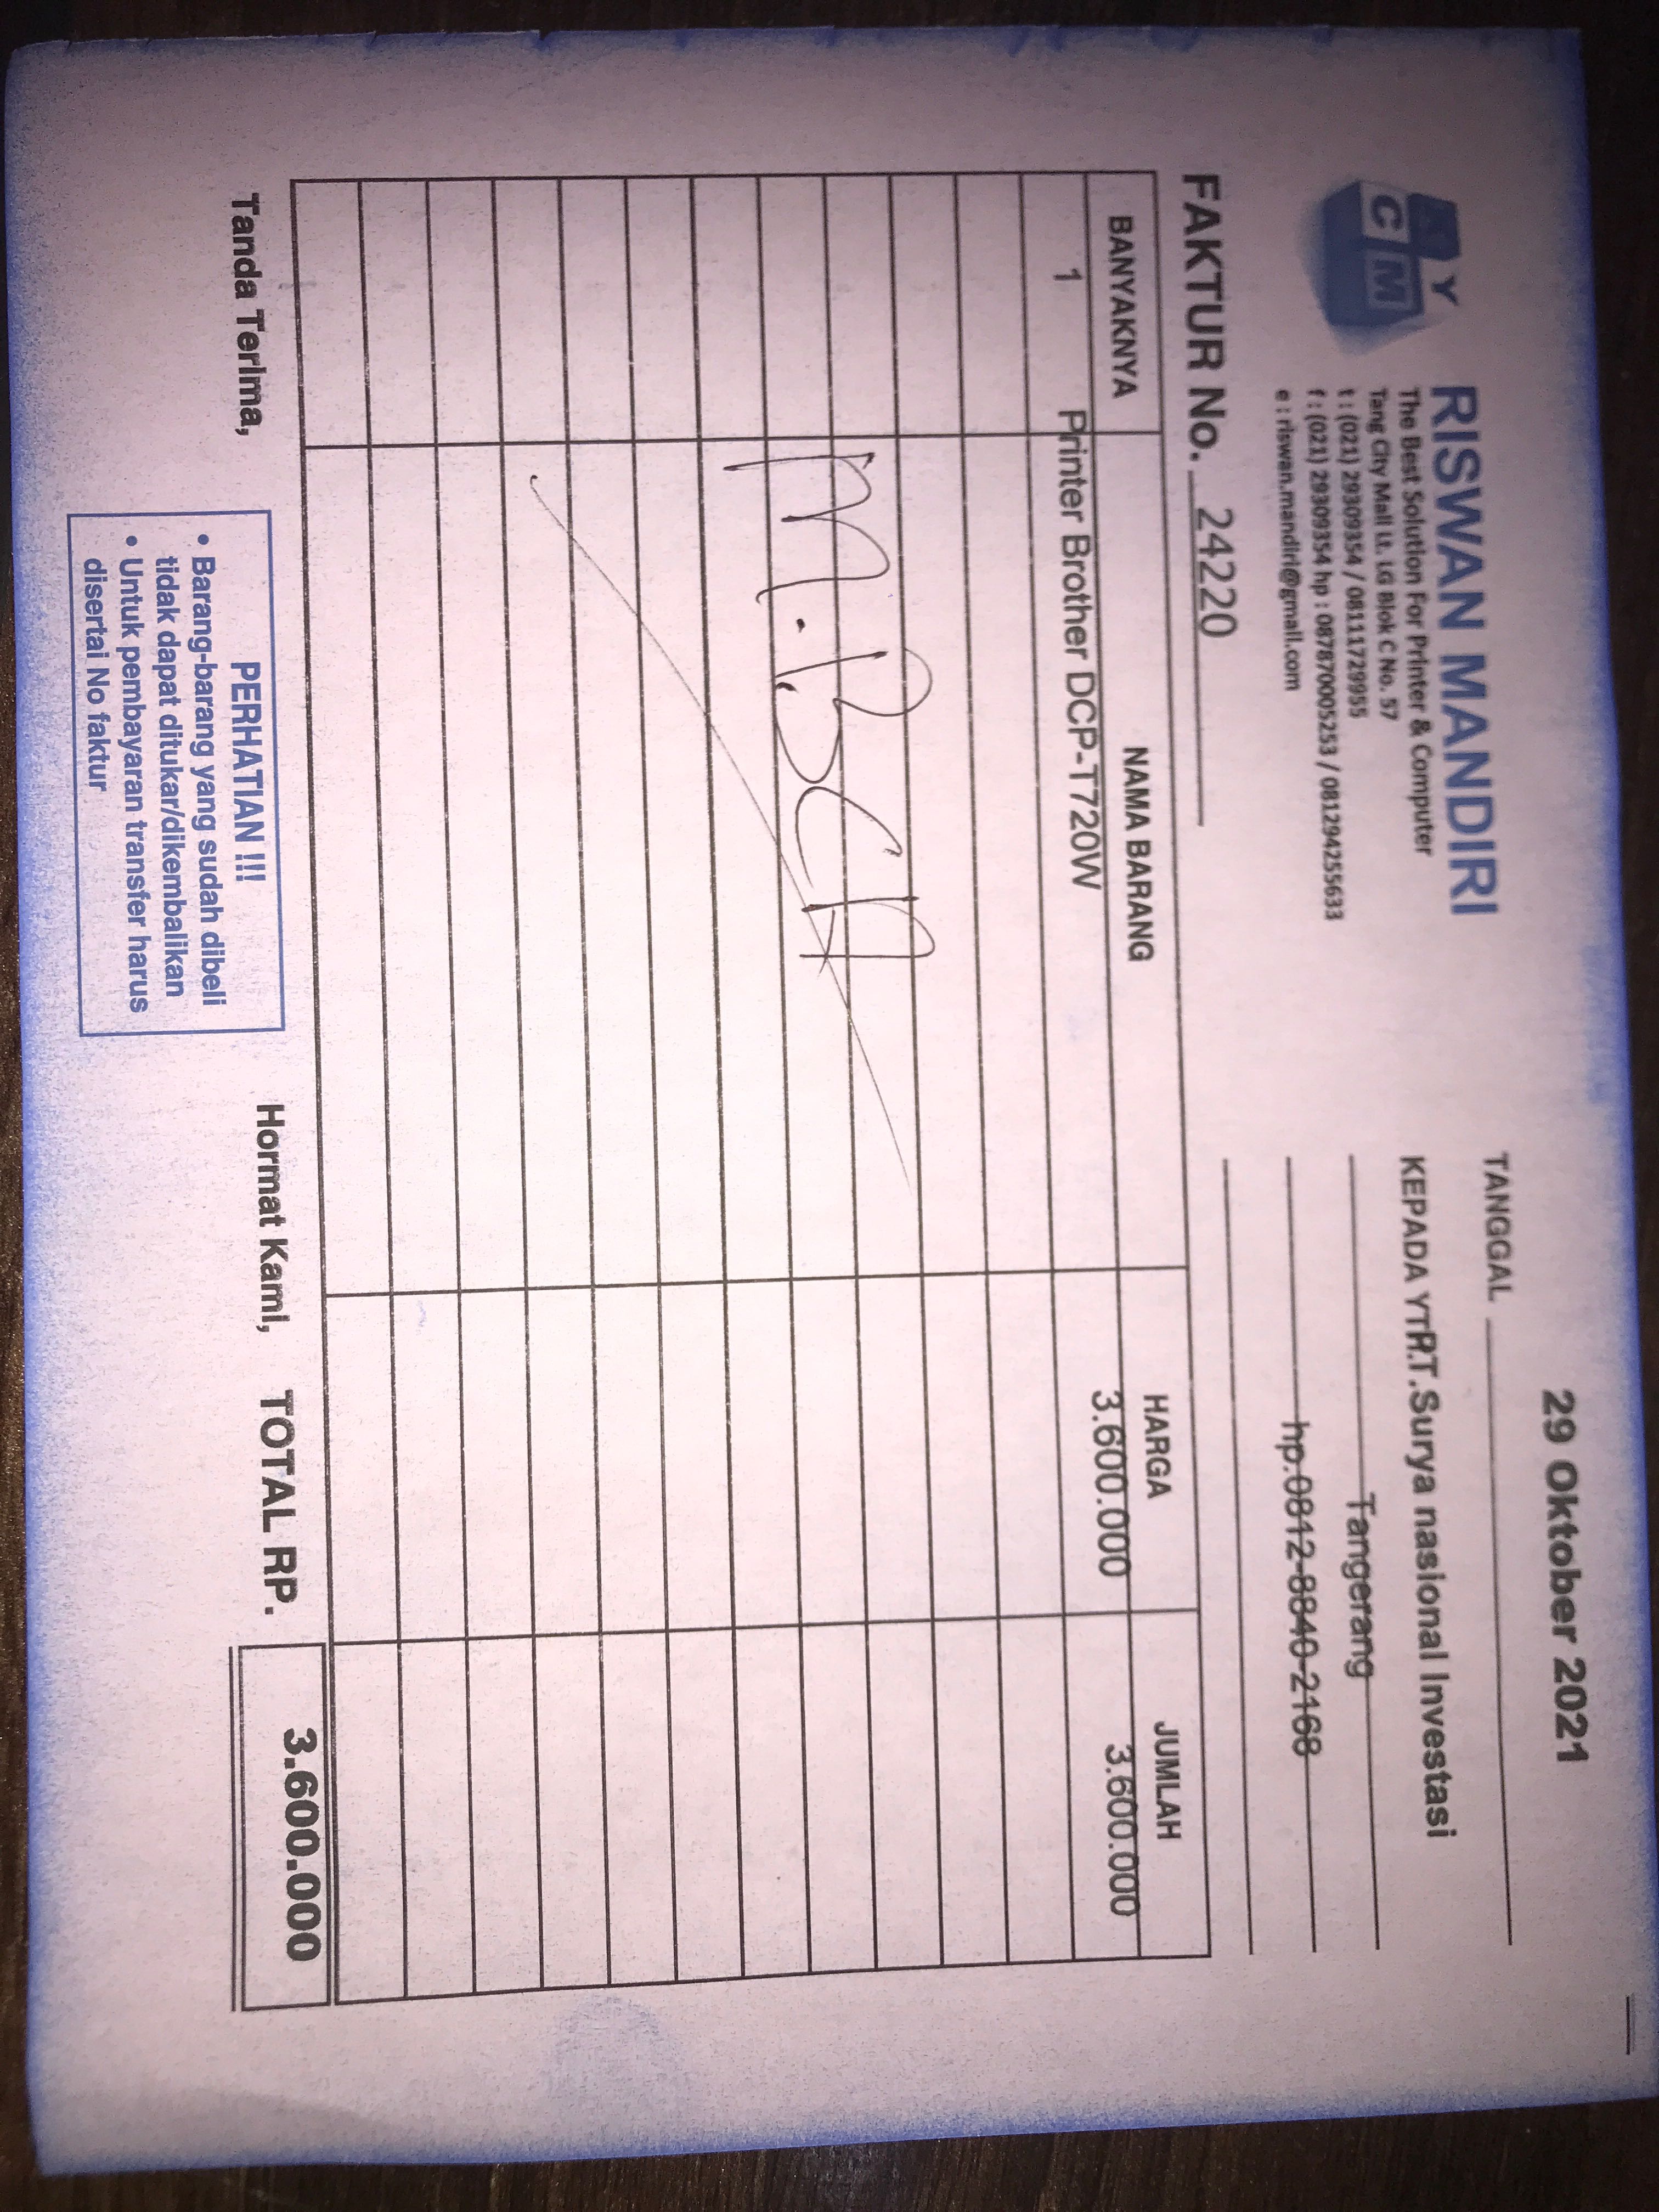 AY
CM
RISWAN MANDIRI
The Best Solution For Printer & Computer
Tang City Mall Lt. LG Blok C No. 57
t : (021) 29309354 / 08111729955
f : (021) 29309354 hp : 087870005253 / 081294255633
e : riswan.mandiri@gmail.com
29 Oktober 2021
TANGGAL
KEPADA YTH. P.T.Surya nasional Investasi
Tangerang
hp.0812-8840-2168
FAKTUR No. 24220
BANYAKNYA NAMA BARANG HARGA JUMLAH
1 Printer Brother DCP-T720W 3.600.000 3.600.000
M.BCA
Tanda Terima,
PERHATIAN !!!
• Barang-barang yang sudah dibeli
tidak dapat ditukar/dikembalikan
• Untuk pembayaran transfer harus
disertai No faktur
Hormat Kami,
TOTAL RP. 3.600.000